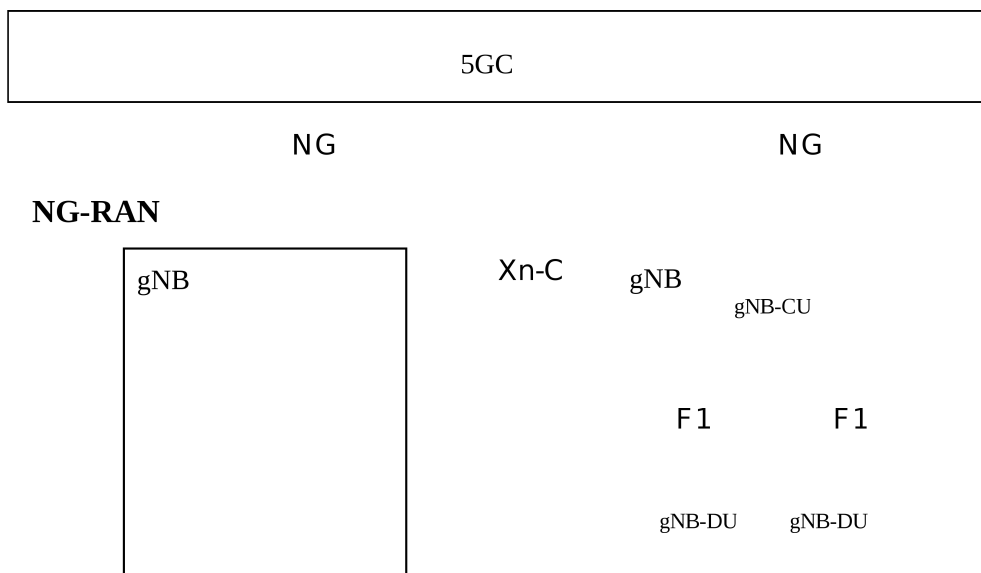 5GC
NG NG
NG-RAN
gNB Xn-C gNB
gNB-CU
F1 F1
gNB-DU gNB-DU